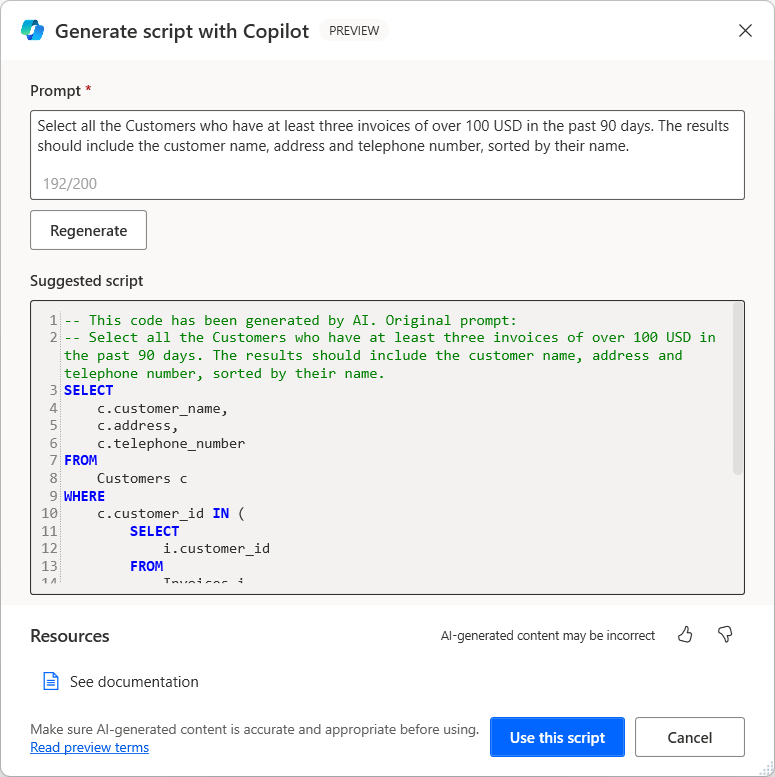 Generate script with Copilot PREVIEW
Prompt *
Select all the Customers who have at least three invoices of over 100 USD in the past 90 days. The results
should include the customer name, address and telephone number, sorted by their name.
192/200
Regenerate
Suggested script
1 -- This code has been generated by AI. Original prompt:
2 -- Select all the Customers who have at least three invoices of over 100 USD in
the past 90 days. The results should include the customer name, address and
telephone number, sorted by their name.
3 SELECT
4     c.customer_name,
5     c.address,
6     c.telephone_number
7 FROM
8     Customers c
9 WHERE
10     c.customer_id IN (
11         SELECT
12             i.customer_id
13         FROM
14             Invoices i
Resources
AI-generated content may be incorrect
See documentation
Make sure AI-generated content is accurate and appropriate before using.
Read preview terms
Use this script
Cancel